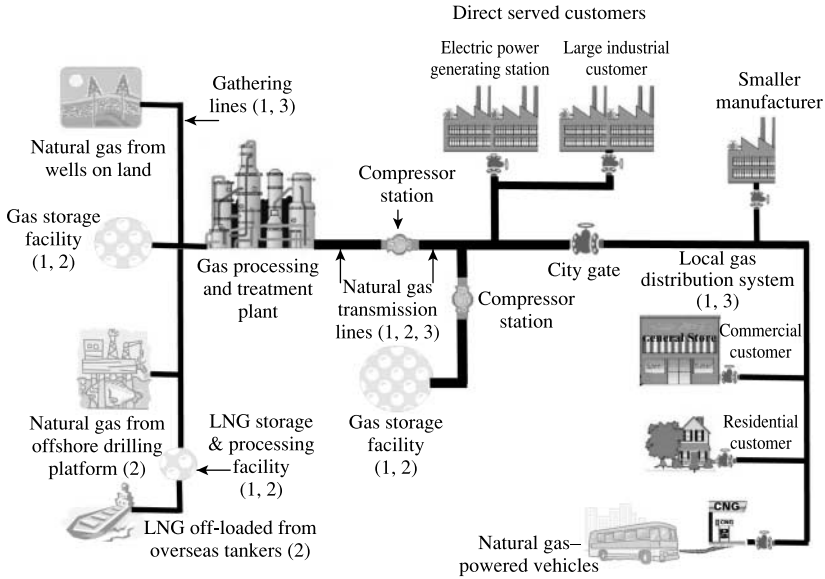 Direct served customers
Electric power
generating station
Large industrial
customer
Smaller
manufacturer
Gathering
lines (1, 3)
Natural gas from
wells on land
Compressor
station
Gas storage
facility
(1, 2)
Gas processing
and treatment
plant
Natural gas
transmission
lines (1, 2, 3)
City gate
Local gas
distribution system
(1, 3)
Compressor
station
General Store
Commercial
customer
Natural gas from
offshore drilling
platform (2)
LNG storage
& processing
facility
(1, 2)
Gas storage
facility
(1, 2)
Residential
customer
LNG off-loaded from
overseas tankers (2)
Natural gas–
powered vehicles
CNG
CNG